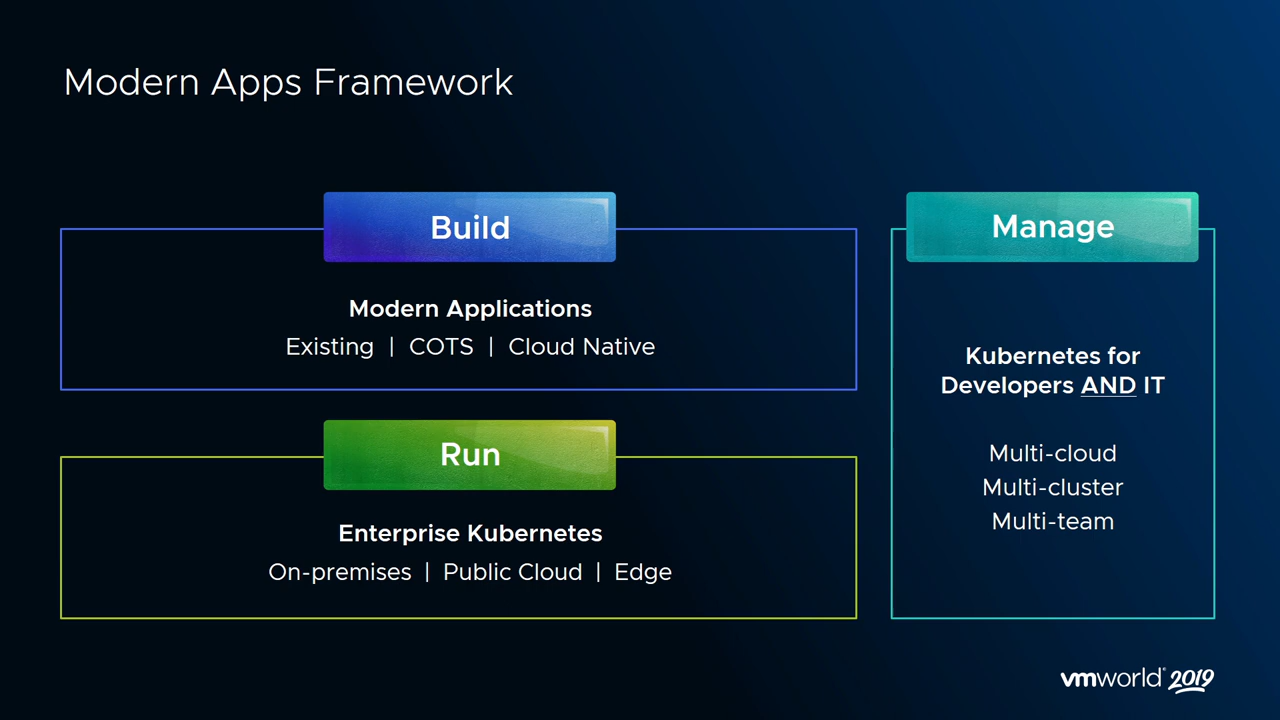 Modern Apps Framework
Build
Modern Applications
Existing | COTS | Cloud Native
Run
Enterprise Kubernetes
On-premises | Public Cloud | Edge
Manage
Kubernetes for
Developers AND IT
Multi-cloud
Multi-cluster
Multi-team
vmworld® 2019